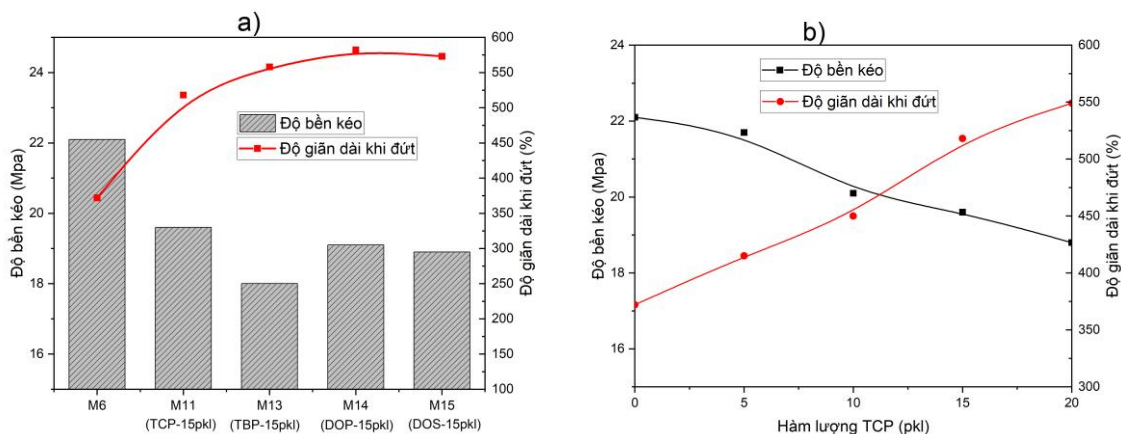 a)
Độ bền kéo (Mpa)
24
22
20
18
16
Độ bền kéo
Độ giãn dài khi đứt
600
550
500
450
400
350
300
250
200
150
100
Độ giãn dài khi đứt (%)
M6 M11 M13 M14 M15
(TCP-15pkl) (TBP-15pkl) (DOP-15pkl) (DOS-15pkl)
b)
Độ bền kéo (Mpa)
24
22
20
18
16
Độ bền kéo
Độ giãn dài khi đứt
600
550
500
450
400
350
300
Độ giãn dài khi đứt (%)
0 5 10 15 20
Hàm lượng TCP (pkl)